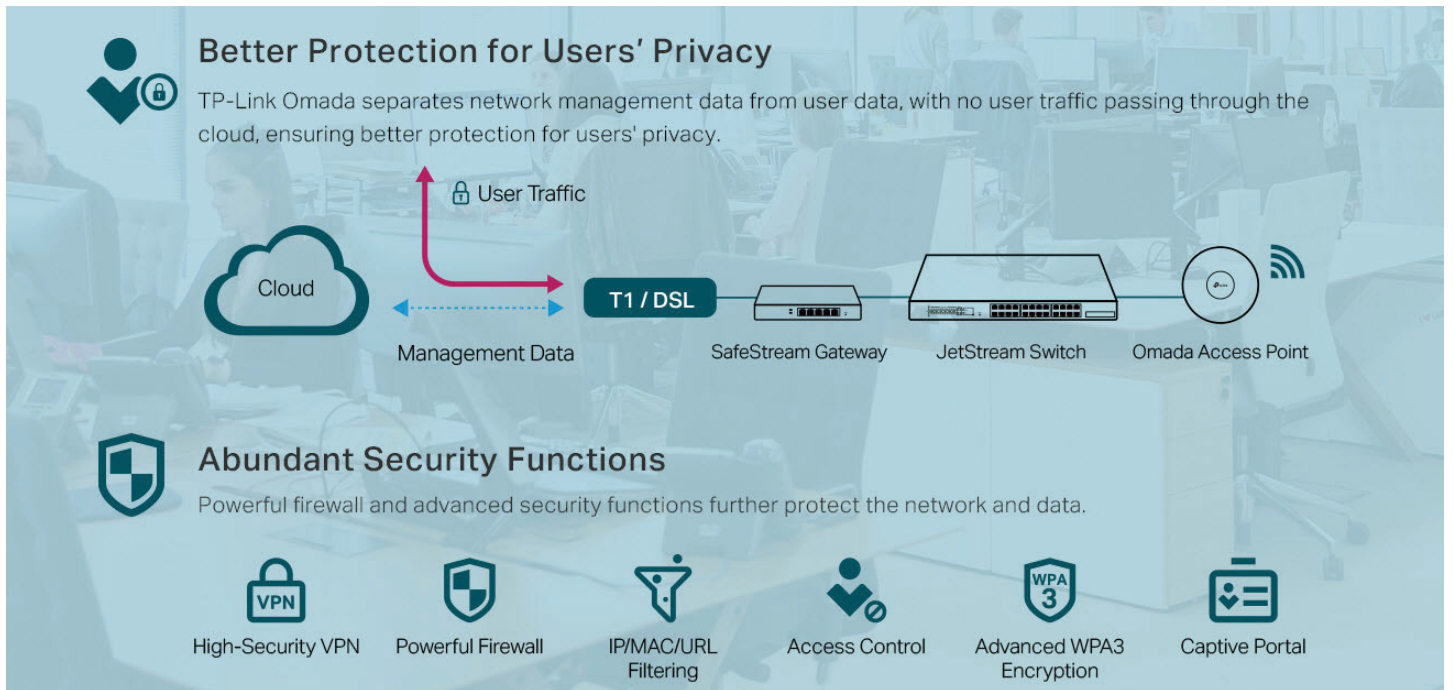 Better Protection for Users' Privacy
TP-Link Omada separates network management data from user data, with no user traffic passing through the
cloud, ensuring better protection for users' privacy.
User Traffic
Cloud
T1 / DSL
Management Data
SafeStream Gateway
JetStream Switch
Omada Access Point
Abundant Security Functions
Powerful firewall and advanced security functions further protect the network and data.
VPN
WPA
3
High-Security VPN
Powerful Firewall
IP/MAC/URL
Filtering
Access Control
Advanced WPA3
Encryption
Captive Portal